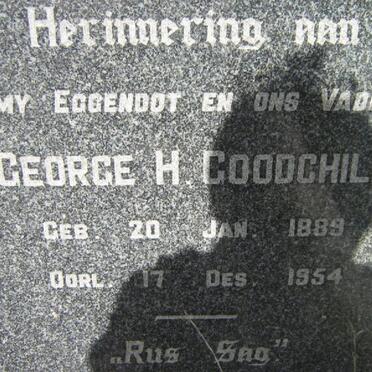 Herinnering aan
my Eggenoot en ons Vad
George H. Goodchil
Geb 20 Jan. 1889
Oorl. 17 Des. 1954
„Rus Sag”